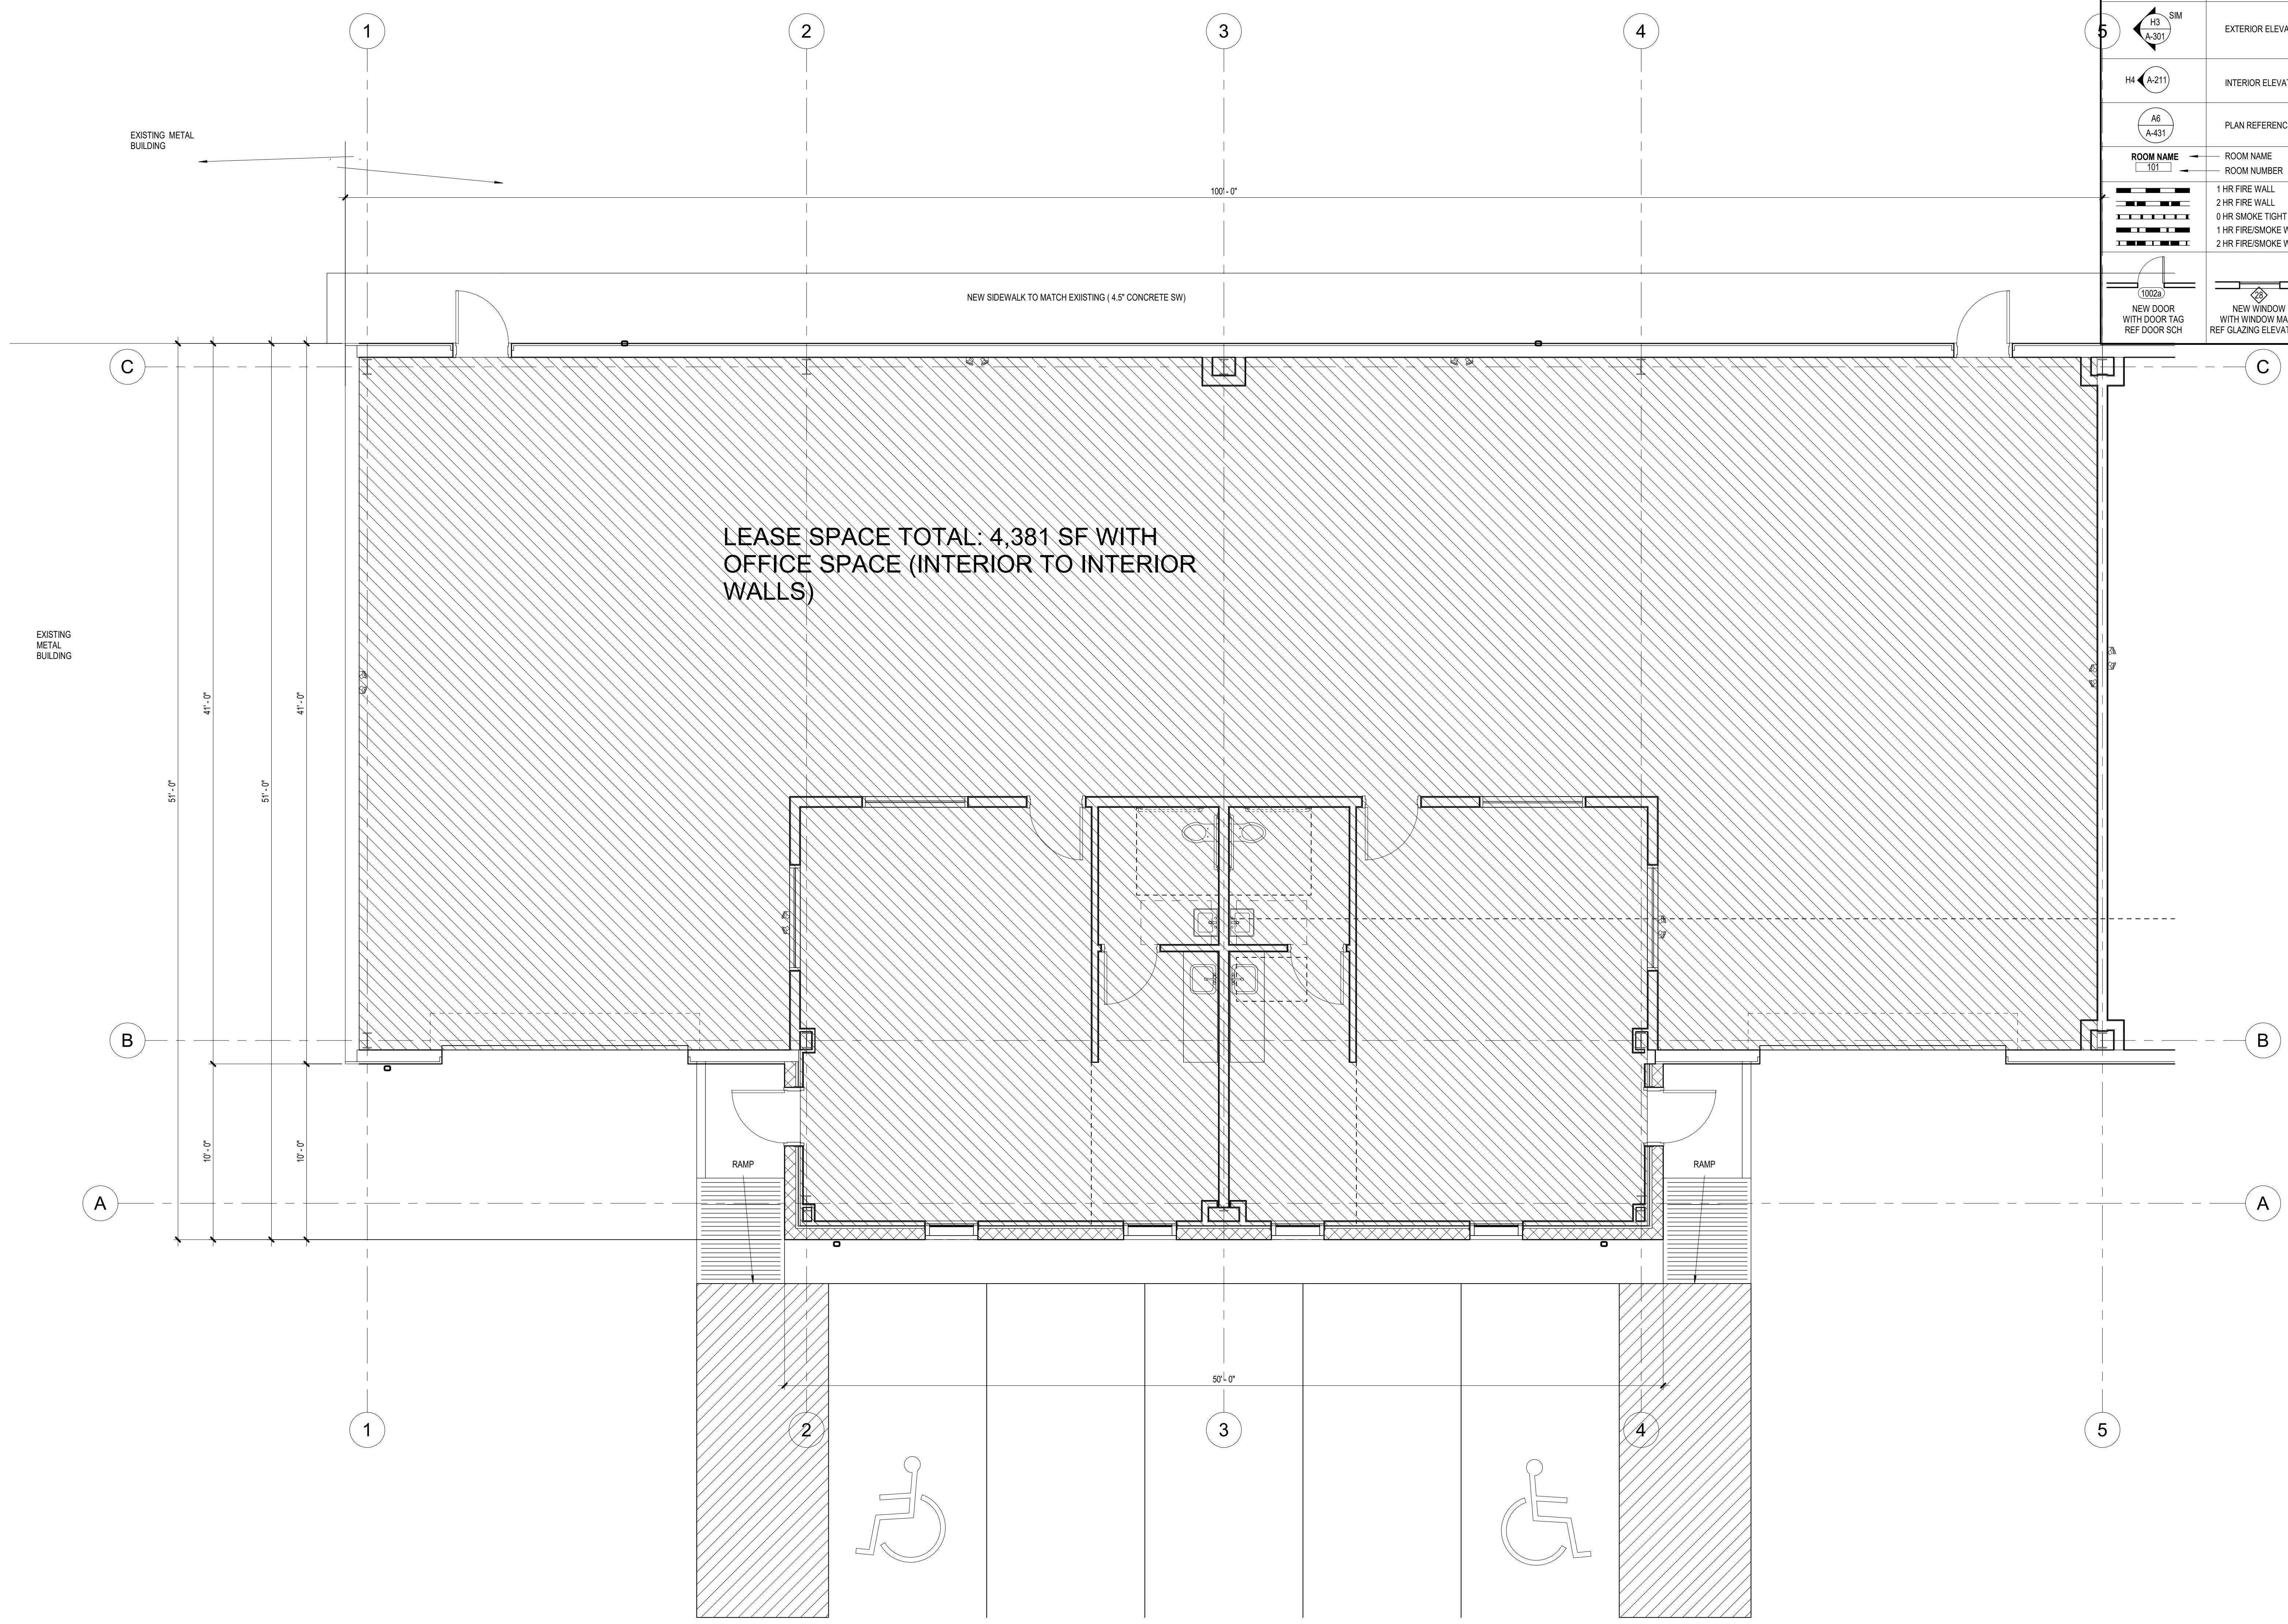 1
2
3
4
5
H3
A-301
SIM
H4
A-211
INTERIOR
A6
A-431
PLAN
ROOM NAME
101
ROOM NAME
ROOM NUMBER
1 HR FIRE WALL
2 HR FIRE WALL
0 HR SMOKE TIGHT
1 HR FIRE/SMOKE
2 HR FIRE/SMOKE
1002a
28
NEW DOOR
WITH DOOR TAG
REF DOOR SCH
NEW WINDOW
WITH WINDOW
REF GLAZING
EXTERIOR
EXISTING METAL
BUILDING
100' - 0"
NEW SIDEWALK TO MATCH EXIISTING ( 4.5" CONCRETE SW)
C
C
LEASE SPACE TOTAL: 4,381 SF WITH
OFFICE SPACE (INTERIOR TO INTERIOR
WALLS)
EXISTING
METAL
BUILDING
51' - 0"
41' - 0"
51' - 0"
41' - 0"
B
B
10' - 0"
10' - 0"
RAMP
RAMP
A
A
50' - 0"
1
2
3
4
5